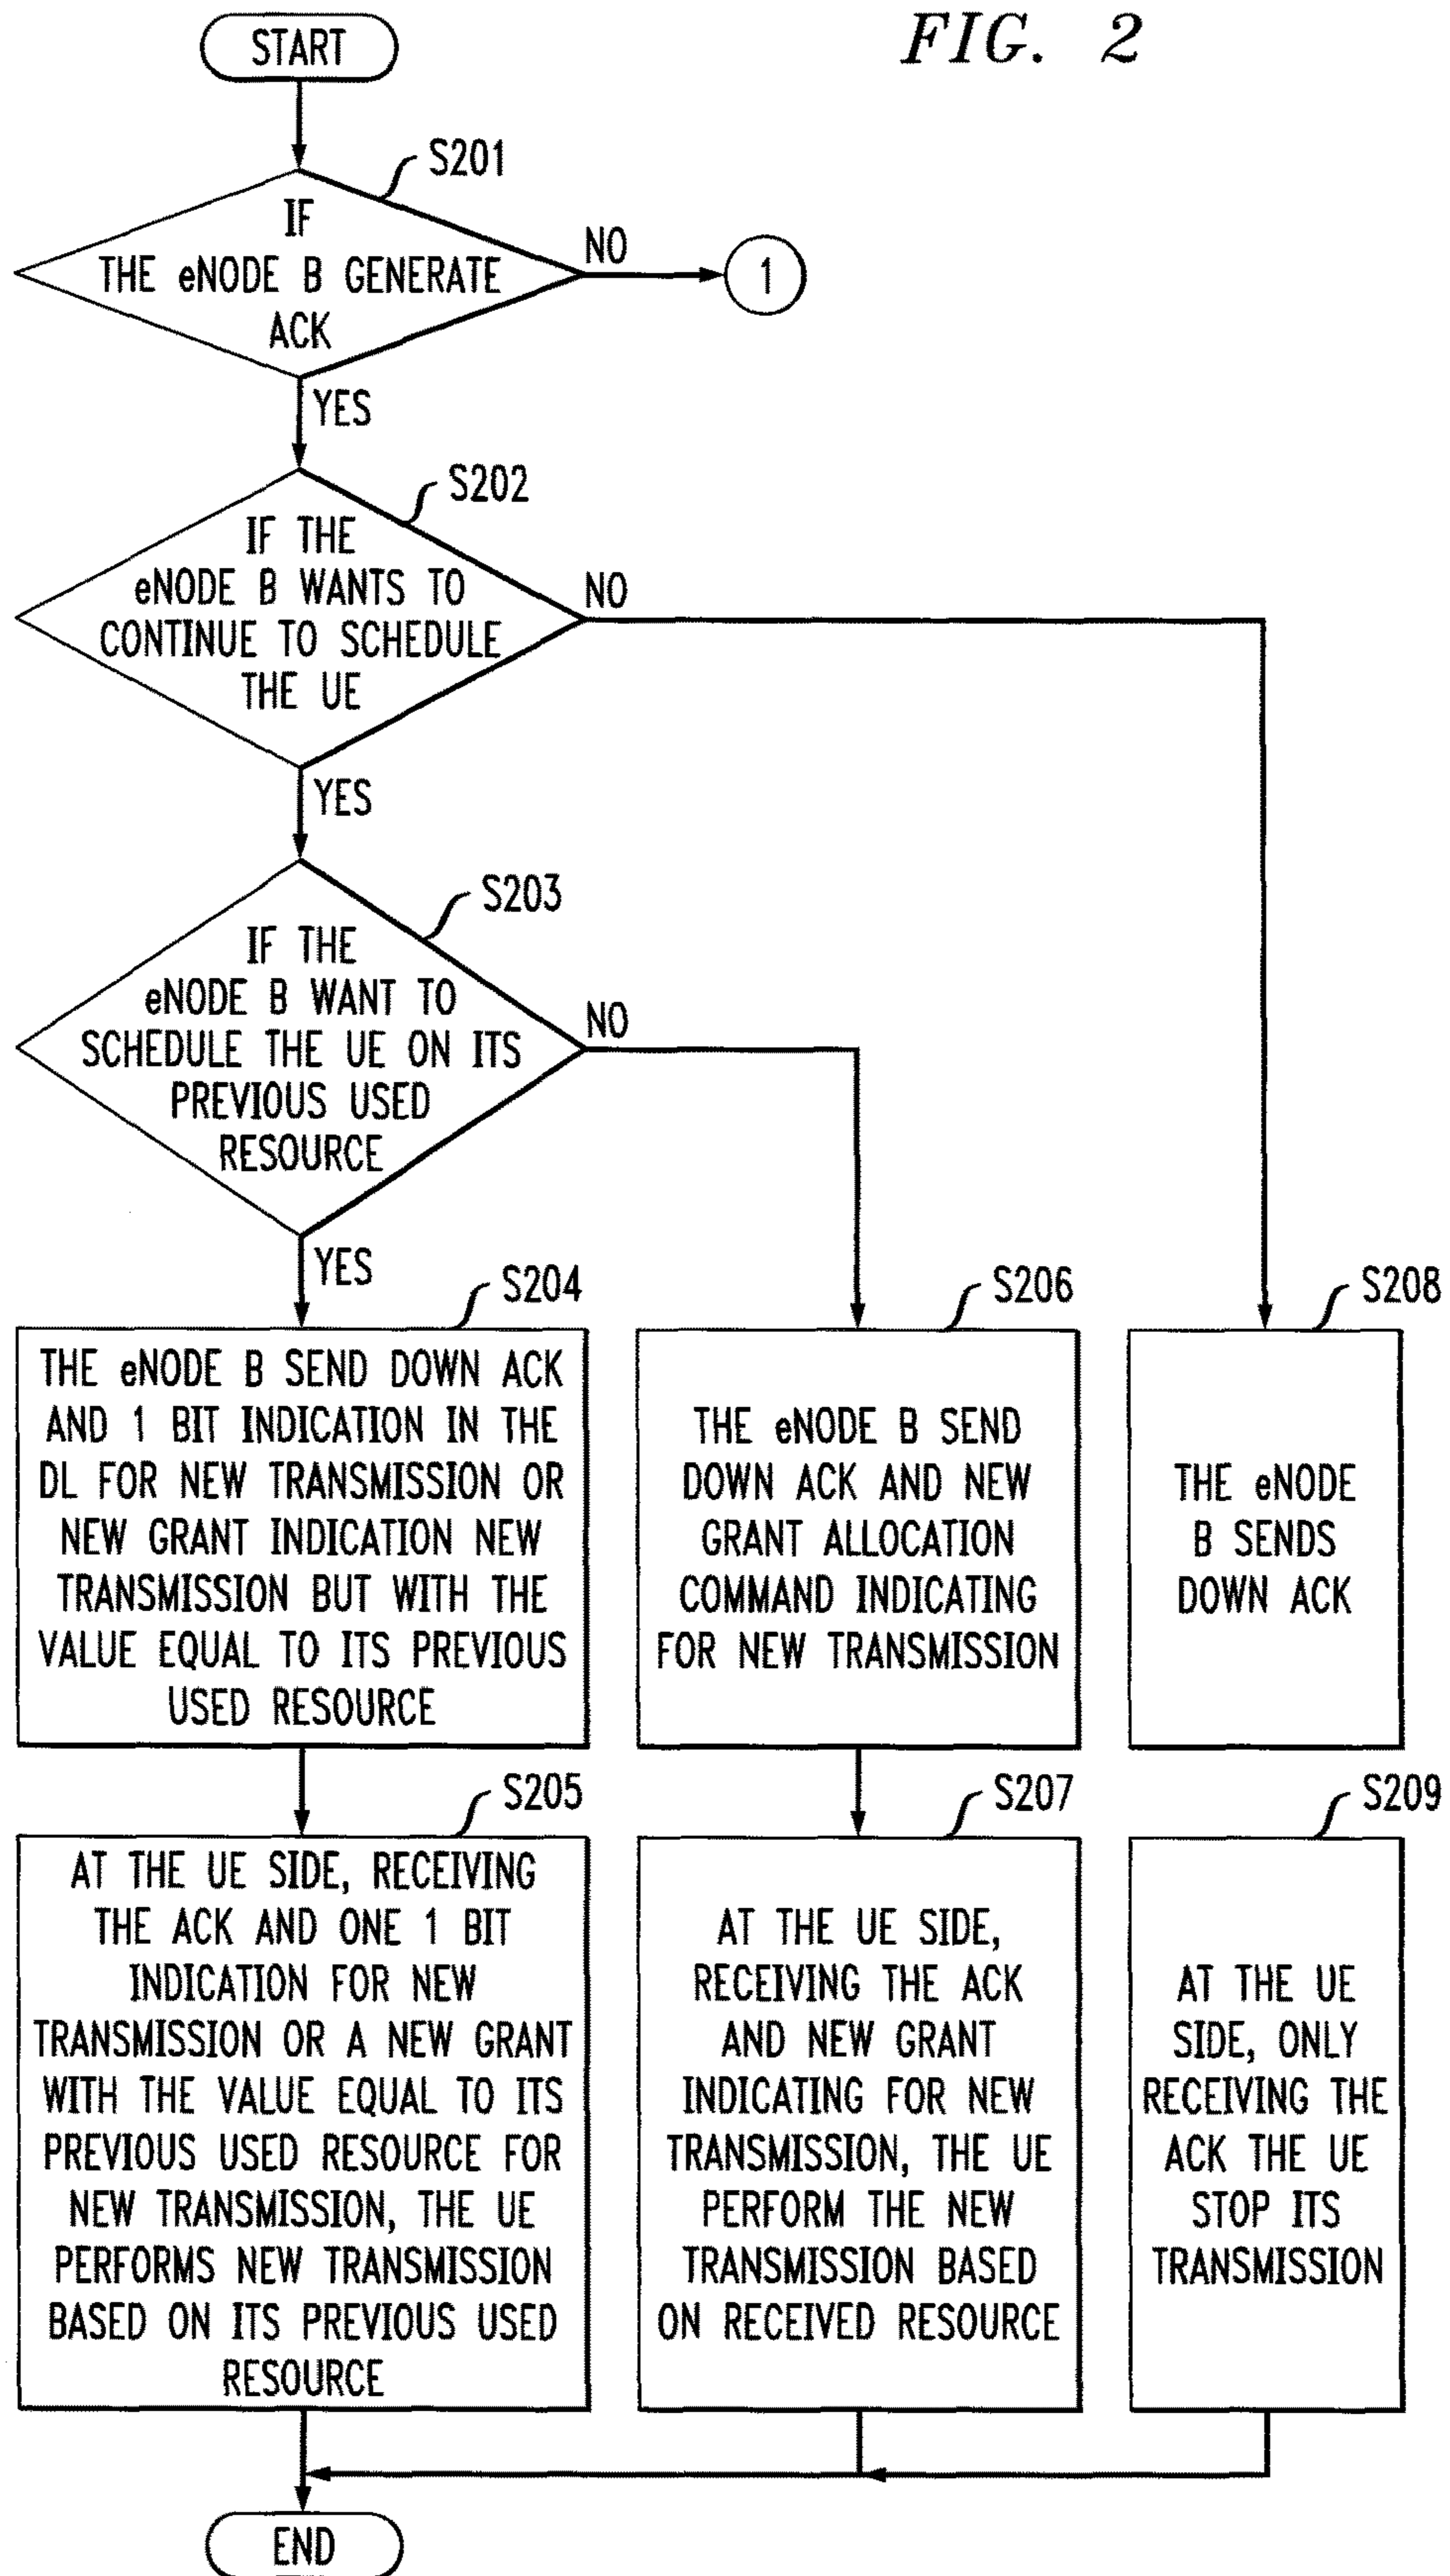 FIG. 2
START
S201
IF
THE eNODE B GENERATE
ACK
NO
1
YES
S202
IF THE
eNODE B WANTS TO
CONTINUE TO SCHEDULE
THE UE
NO
YES
S203
IF THE
eNODE B WANT TO
SCHEDULE THE UE ON ITS
PREVIOUS USED
RESOURCE
NO
YES
S204
THE eNODE B SEND DOWN ACK
AND 1 BIT INDICATION IN THE
DL FOR NEW TRANSMISSION OR
NEW GRANT INDICATION NEW
TRANSMISSION BUT WITH THE
VALUE EQUAL TO ITS PREVIOUS
USED RESOURCE
S206
THE eNODE B SEND
DOWN ACK AND NEW
GRANT ALLOCATION
COMMAND INDICATING
FOR NEW TRANSMISSION
S208
THE eNODE
B SENDS
DOWN ACK
S205
AT THE UE SIDE, RECEIVING
THE ACK AND ONE 1 BIT
INDICATION FOR NEW
TRANSMISSION OR A NEW GRANT
WITH THE VALUE EQUAL TO ITS
PREVIOUS USED RESOURCE FOR
NEW TRANSMISSION, THE UE
PERFORMS NEW TRANSMISSION
BASED ON ITS PREVIOUS USED
RESOURCE
S207
AT THE UE SIDE,
RECEIVING THE ACK
AND NEW GRANT
INDICATING FOR NEW
TRANSMISSION, THE UE
PERFORM THE NEW
TRANSMISSION BASED
ON RECEIVED RESOURCE
S209
AT THE UE
SIDE, ONLY
RECEIVING THE
ACK THE UE
STOP ITS
TRANSMISSION
END